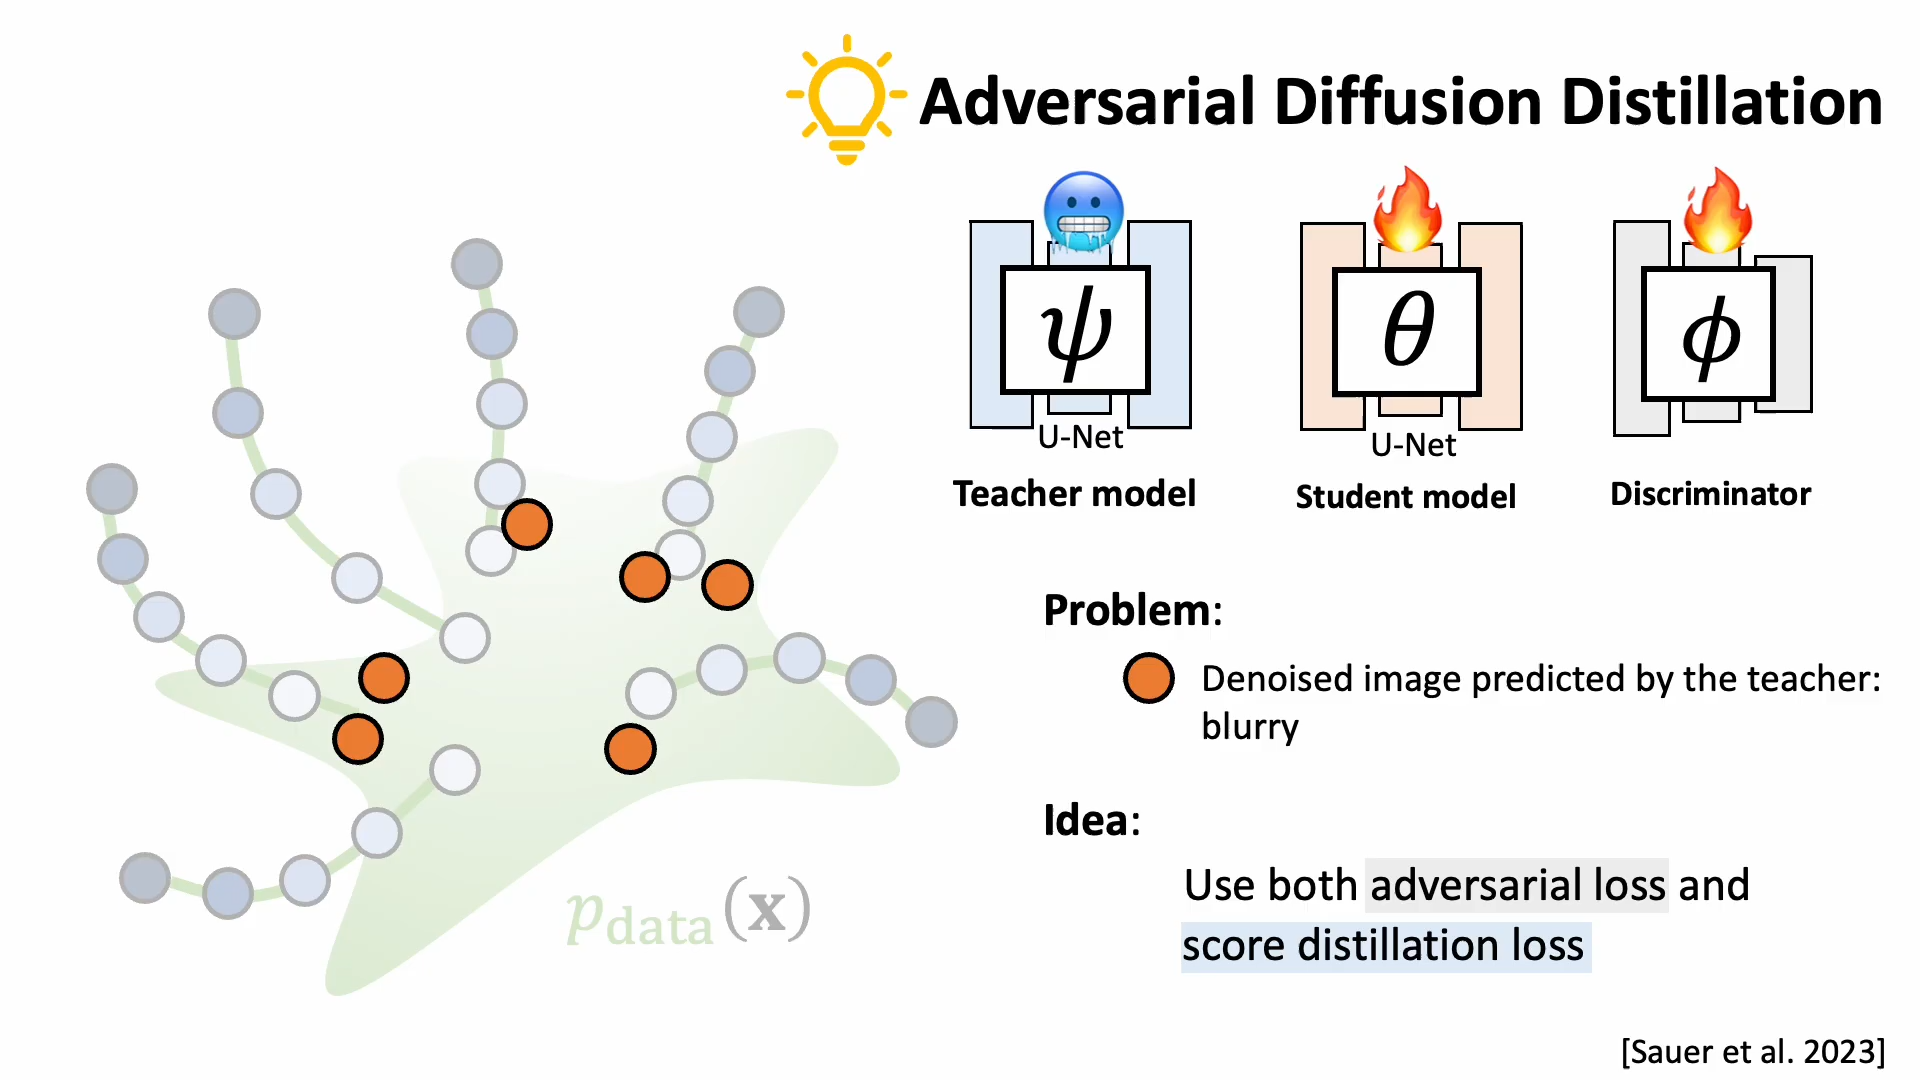 Adversarial Diffusion Distillation
ψ
θ
ϕ
U-Net
U-Net
Teacher model
Student model
Discriminator
Problem:
Denoised image predicted by the teacher:
blurry
Idea:
Use both adversarial loss and
score distillation loss
p_data(x)
[Sauer et al. 2023]